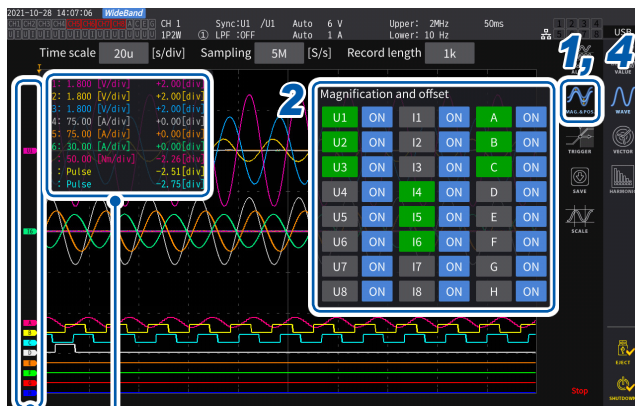 2021-10-28 14:07:06 WideBand
CH 1 Sync:U1 /U1 Auto 6 V Upper: 2MHz 50ms
1P2W ① LPF :OFF Auto 1 A Lower: 10 Hz
USB
Time scale 20u [s/div] Sampling 5M [S/s] Record length 1k
1, 4
1: 1.800 [V/div] +2.00[div]
2: 1.800 [V/div] +2.00[div]
3: 1.800 [V/div] +2.00[div]
4: 75.00 [A/div] +0.00[div]
5: 75.00 [A/div] +0.00[div]
6: 30.00 [A/div] +0.00[div]
: 50.00 [Nm/div] -2.26[div]
: Pulse -2.51[div]
: Pulse -2.75[div]
2
Magnification and offset
U1 ON I1 ON A ON
U2 ON I2 ON B ON
U3 ON I3 ON C ON
U4 ON I4 ON D ON
U5 ON I5 ON E ON
U6 ON I6 ON F ON
U7 ON I7 ON G ON
U8 ON I8 ON H ON
VALUE
MAG. & POS.
WAVE
TRIGGER
VECTOR
SAVE
HARMONIC
SCALE
A
B
C
D
E
F
EJECT
Stop
SHUTDOWN